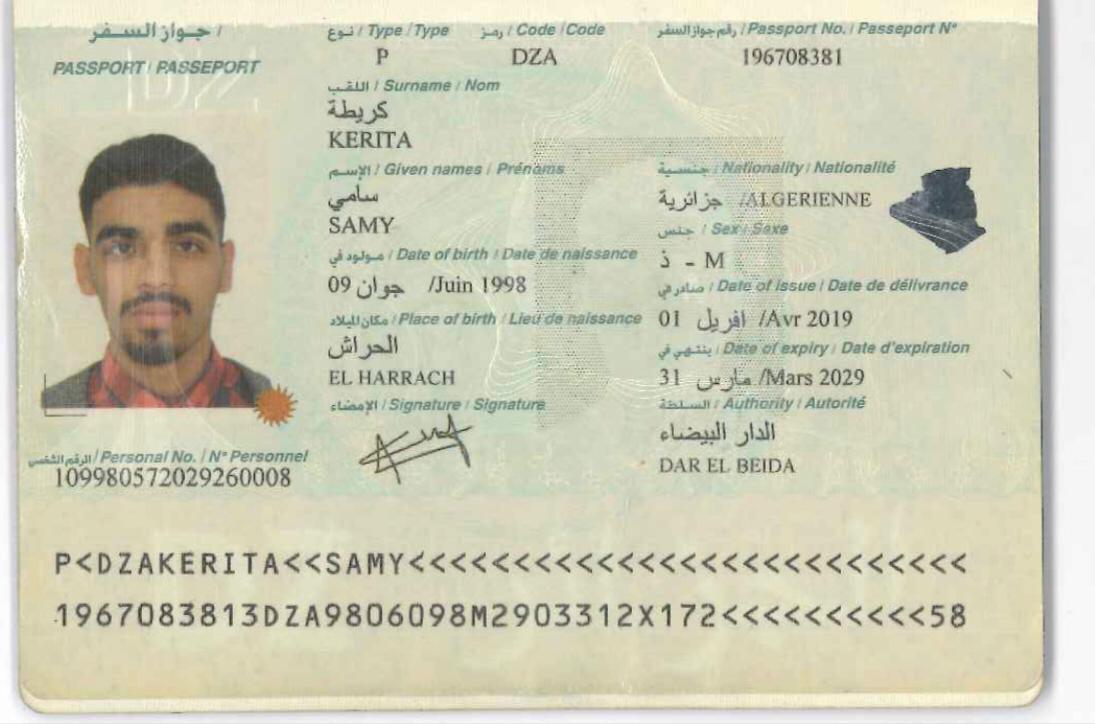 جواز السفر /
PASSPORT / PASSEPORT
نوع / Type / Type
P
رمز / Code / Code
DZA
رقم جواز السفر / Passport No. / Passeport N°
196708381
اللقب / Surname / Nom
كريطة
KERITA
الإسم / Given names / Prénoms
سامي
SAMY
جنسية / Nationality / Nationalité
جزائرية /ALGERIENNE
جنس / Sex / Sexe
ذ - M
مولود في / Date of birth / Date de naissance
09 جوان /Juin 1998
صادر في / Date of issue / Date de délivrance
01 افريل /Avr 2019
مكان الميلاد / Place of birth / Lieu de naissance
الحراش
EL HARRACH
ينتهي في / Date of expiry / Date d'expiration
31 مارس /Mars 2029
الإمضاء / Signature / Signature
السلطة / Authority / Autorité
الدار البيضاء
DAR EL BEIDA
الرقم الشخصي / Personal No. / N° Personnel
109980572029260008
P<DZAKERITA<<SAMY<<<<<<<<<<<<<<<<<<<<<<<<<<<
1967083813DZA9806098M2903312X172<<<<<<<<<<58